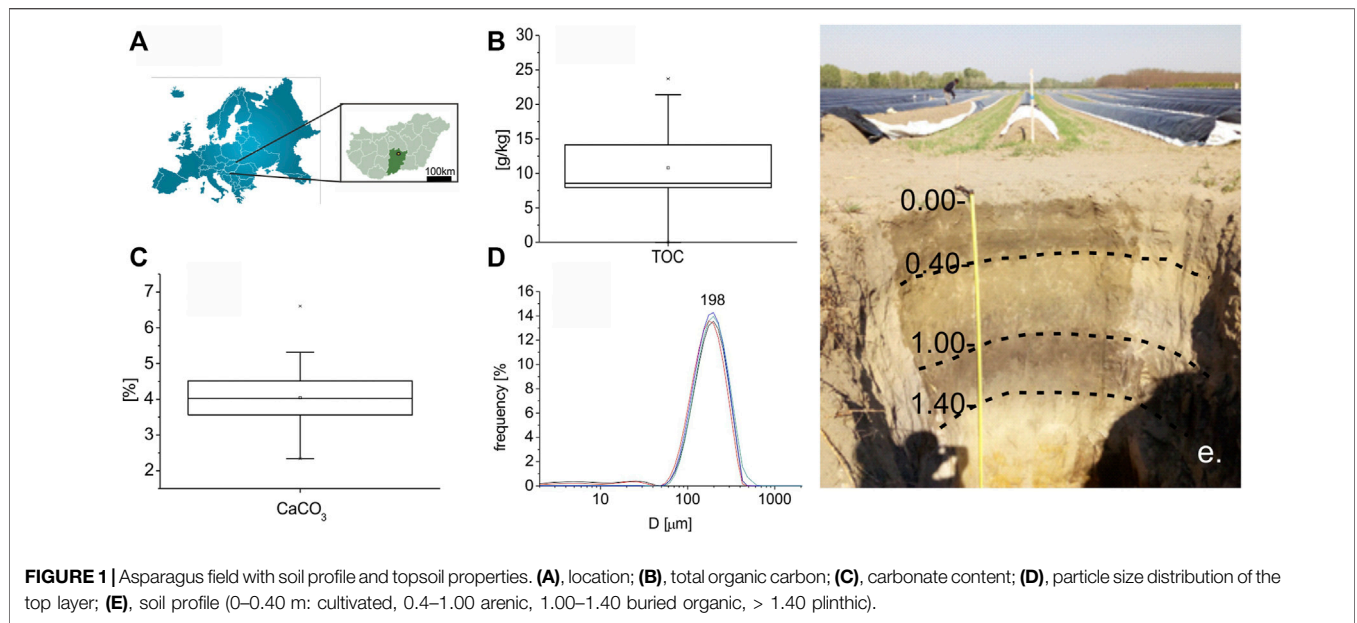 A
100km
B
30
25
20
15
10
5
0
[g/kg]
TOC
C
7
6
5
4
3
2
[%]
CaCO₃
D
16
14
12
10
8
6
4
2
0
frequency [%
198
10
100
1000
D [μm]
0.00-
0.40-
1.00-
1.40-
e.
FIGURE 1 | Asparagus field with soil profile and topsoil properties. (A), location; (B), total organic carbon; (C), carbonate content; (D), particle size distribution of the
top layer; (E), soil profile (0–0.40 m: cultivated, 0.4–1.00 arenic, 1.00–1.40 buried organic, > 1.40 plinthic).